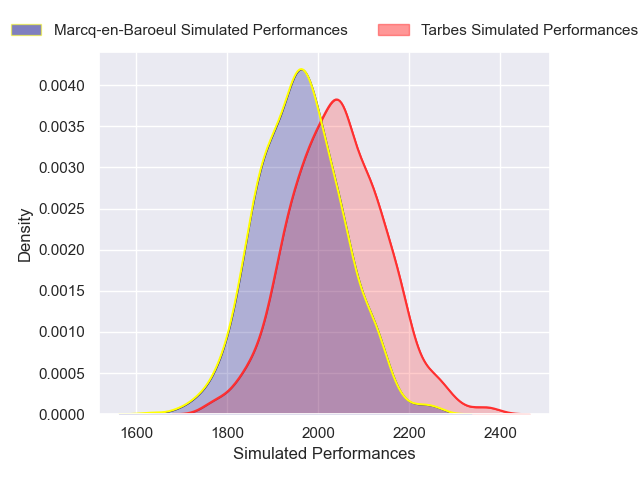 Marcq-en-Baroeul Simulated Performances
Tarbes Simulated Performances
0.0040
0.0035
0.0030
0.0025
0.0020
0.0015
0.0010
0.0005
0.0000
Density
1600 1800 2000 2200 2400
Simulated Performances